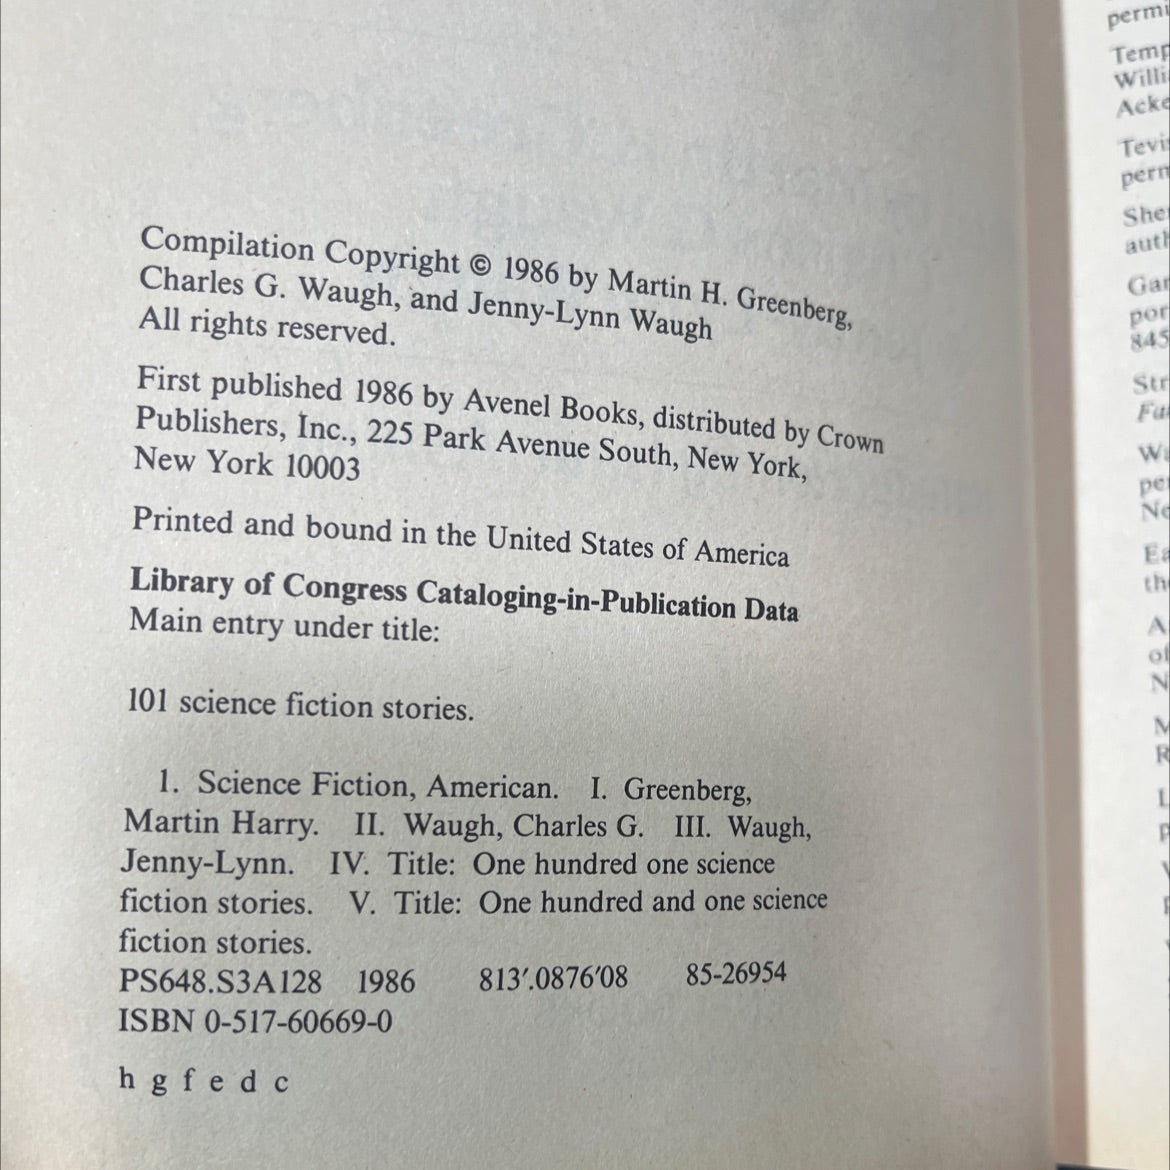 Compilation Copyright © 1986 by Martin H. Greenberg,
Charles G. Waugh, and Jenny-Lynn Waugh
All rights reserved.
First published 1986 by Avenel Books, distributed by Crown
Publishers, Inc., 225 Park Avenue South, New York,
New York 10003
Printed and bound in the United States of America
Library of Congress Cataloging-in-Publication Data
Main entry under title:
101 science fiction stories.
1. Science Fiction, American. I. Greenberg,
Martin Harry. II. Waugh, Charles G. III. Waugh,
Jenny-Lynn. IV. Title: One hundred one science
fiction stories. V. Title: One hundred and one science
fiction stories.
PS648.S3A128 1986 813′.0876′08 85-26954
ISBN 0-517-60669-0
h g f e d c